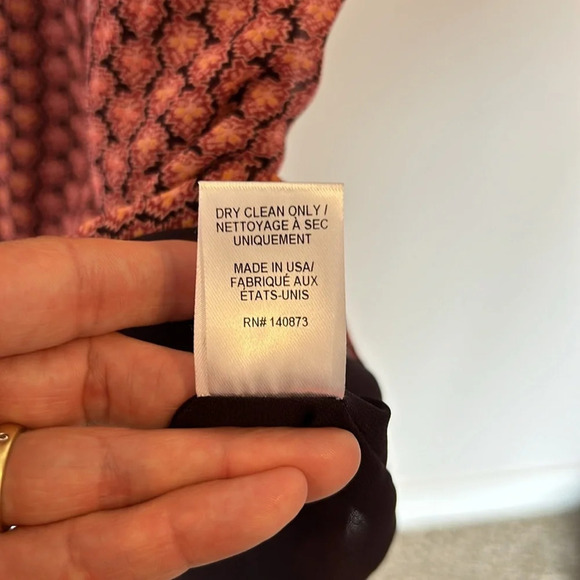 DRY CLEAN ONLY /
NETTOYAGE À SEC
UNIQUEMENT
MADE IN USA/
FABRIQUÉ AUX
ÉTATS-UNIS
RN# 140873